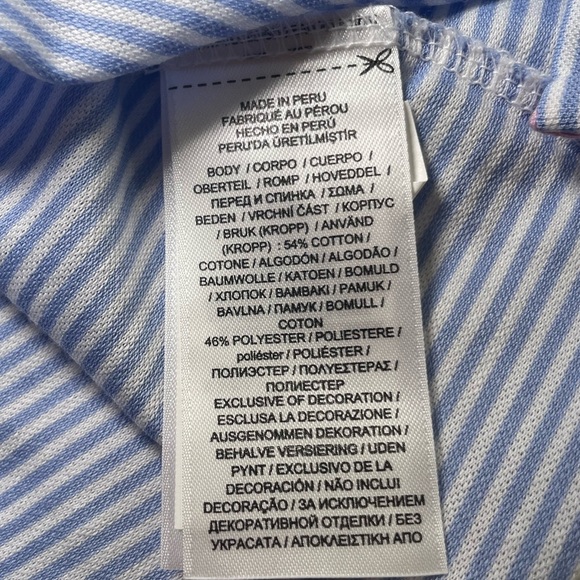 MADE IN PERU
FABRIQUÉ AU PÉROU
HECHO EN PERÚ
PERU'DA ÜRETILMİŞTİR
BODY / CORPO / CUERPO /
OBERTEIL / ROMP / HOVEDDEL /
ПЕРЕД И СПИНКА / ΣΩΜΑ /
BEDEN / VRCHNÍ ČÁST / КОРПУС
/ BRUK (KROPP) / ANVÄND
(KROPP) : 54% COTTON /
COTONE / ALGODÓN / ALGODÃO /
BAUMWOLLE / KATOEN / BOMULD
/ ХЛОПОК / BAMBAKI / PAMUK /
BAVLNA / ПАМУК / BOMULL /
COTON
46% POLYESTER / POLIESTERE /
poliéster / POLIÉSTER /
ПОЛИЭСТЕР / ΠΟΛΥΕΣΤΕΡΑΣ /
ПОЛИЕСТЕР
EXCLUSIVE OF DECORATION /
ESCLUSA LA DECORAZIONE /
AUSGENOMMEN DEKORATION /
BEHALVE VERSIERING / UDEN
PYNT / EXCLUSIVO DE LA
DECORACIÓN / NÃO INCLUI
DECORAÇÃO / ЗА ИСКЛЮЧЕНИЕМ
ДЕКОРАТИВНОЙ ОТДЕЛКИ / БЕЗ
УКРАСАТА / ΑΠΟΚΛΕΙΣΤΙΚΗ ΑΠΟ